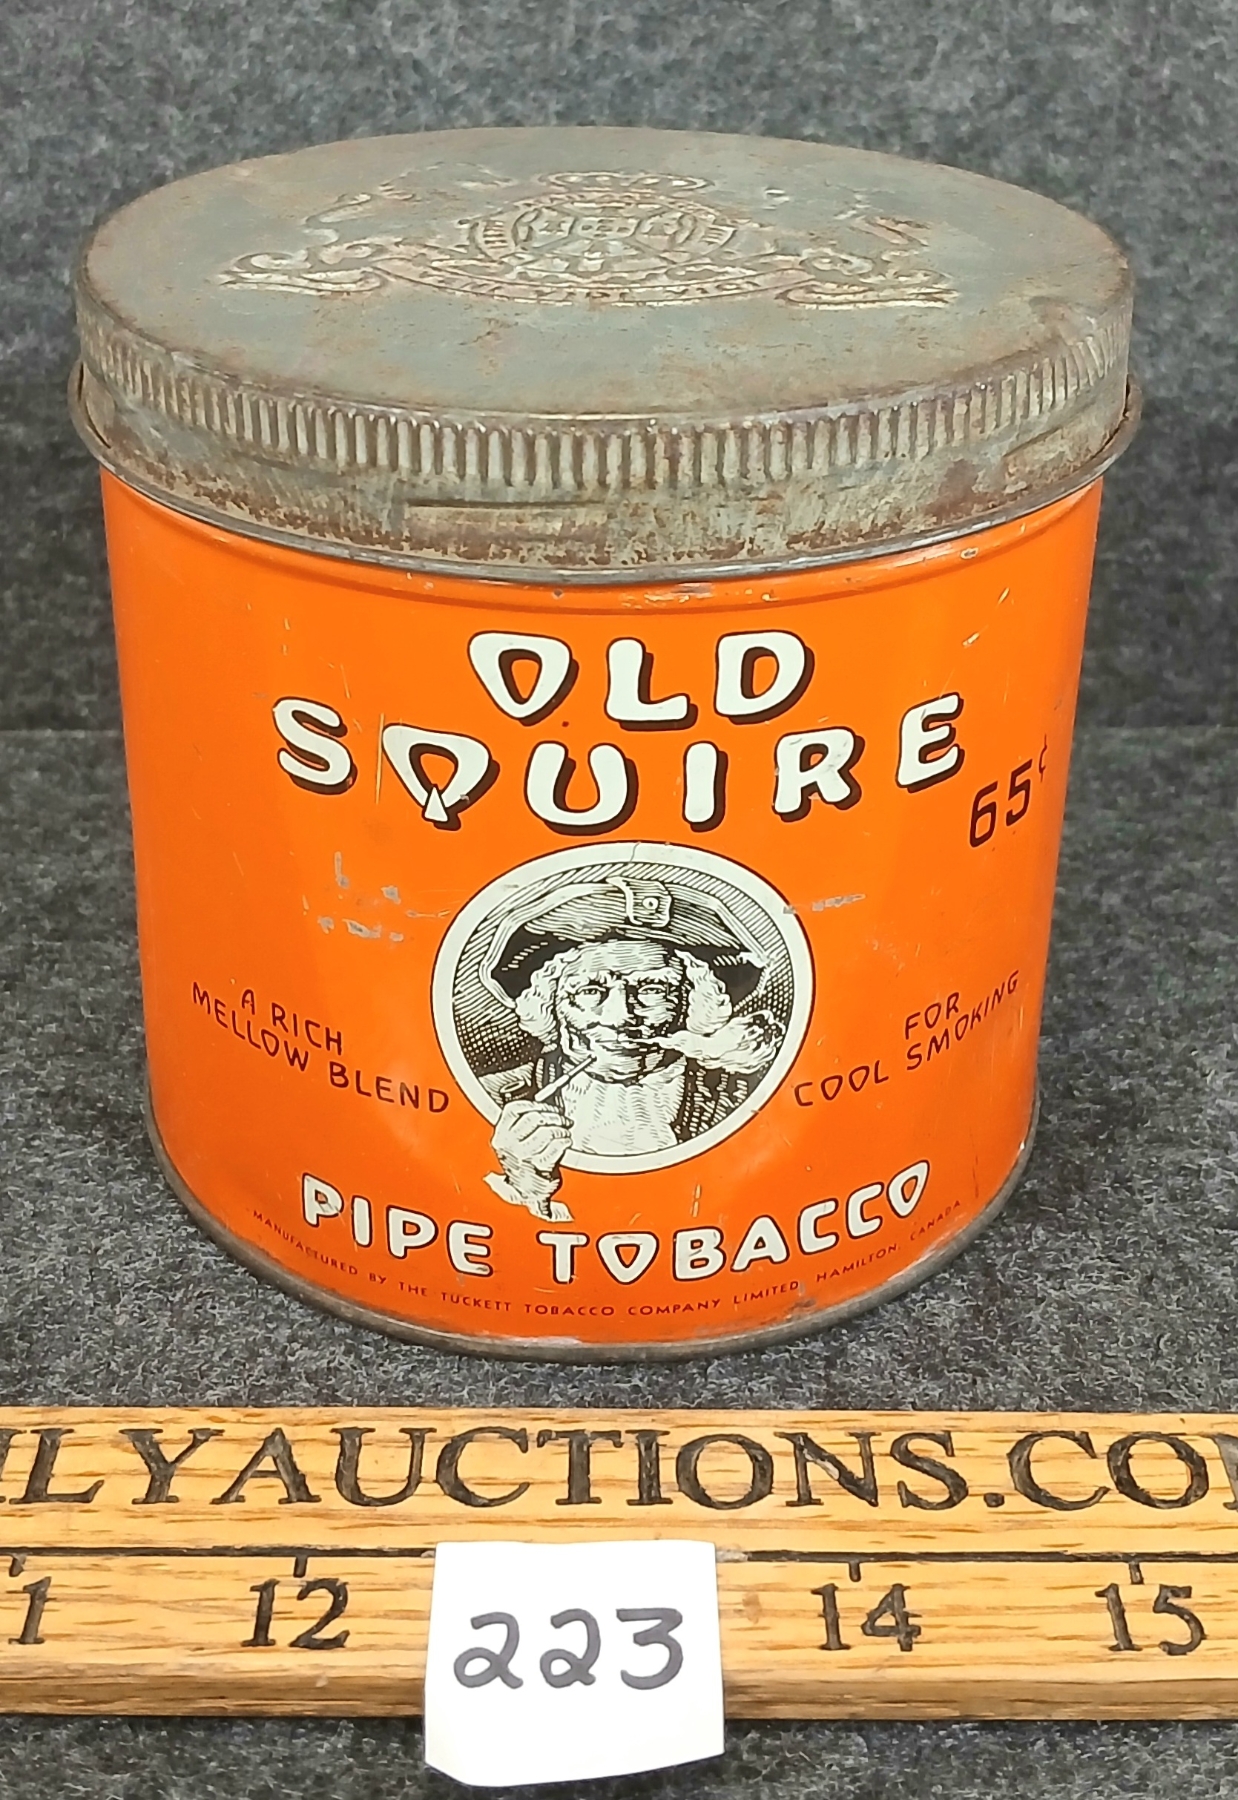 OLD
SQUIRE
65¢
A RICH
MELLOW BLEND
FOR
COOL SMOKING
PIPE TOBACCO
MANUFACTURED BY THE TUCKETT TOBACCO COMPANY LIMITED, HAMILTON, CANADA
ILYAUCTIONS.CO
1 12 14 15
223